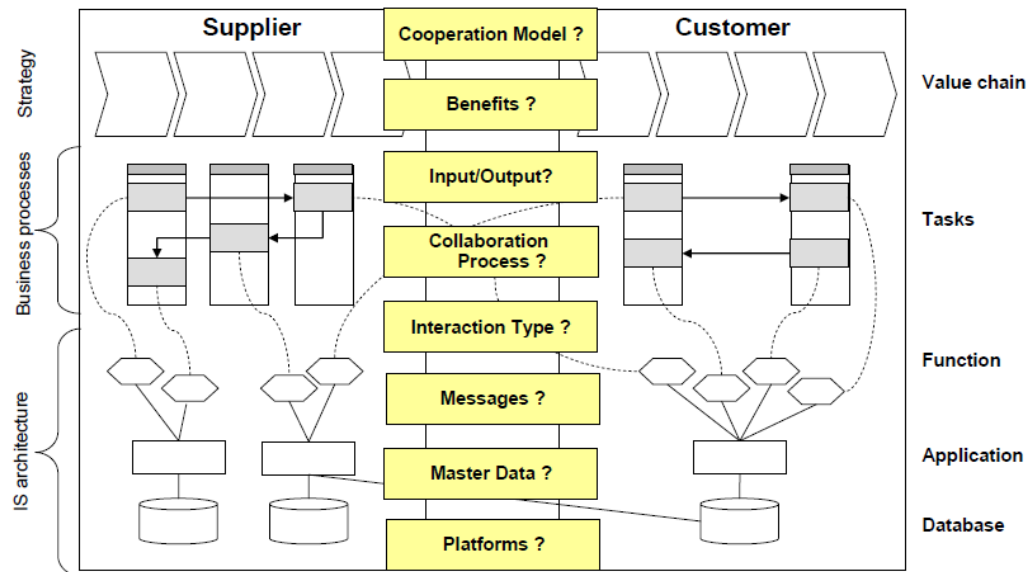 Supplier
Cooperation Model ?
Customer
Strategy
Value chain
Benefits ?
Business processes
Input/Output?
Tasks
Collaboration
Process ?
Interaction Type ?
Function
IS architecture
Messages ?
Application
Master Data ?
Database
Platforms ?